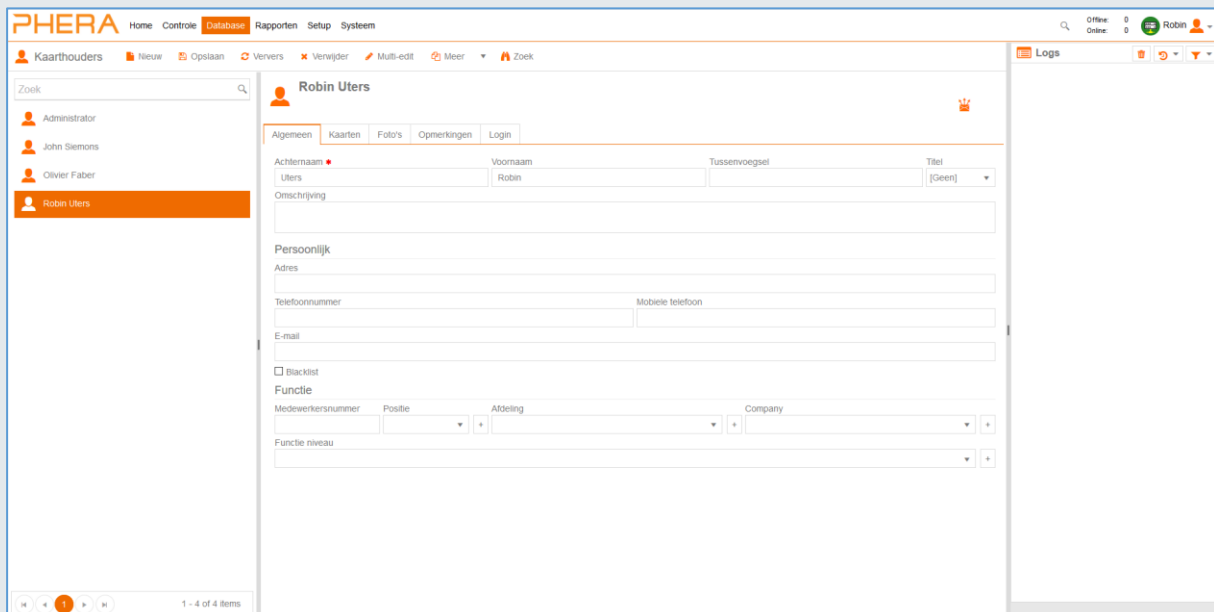 PHERA Home Controle Database Rapporten Setup Systeem Offline: 0 Robin
Online: 0
Kaarthouders Nieuw Opslaan Ververs Verwijder Multi-edit Meer Zoek Logs
Zoek
Administrator
John Siemons
Olivier Faber
Robin Uters
Robin Uters
Algemeen Kaarten Foto's Opmerkingen Login
Achternaam * Voornaam Tussenvoegsel Titel
Uters Robin [Geen]
Omschrijving
Persoonlijk
Adres
Telefoonnummer Mobiele telefoon
E-mail
Blacklist
Functie
Medewerkersnummer Positie Afdeling Company
+ + +
Functie niveau
+
1 1 - 4 of 4 items